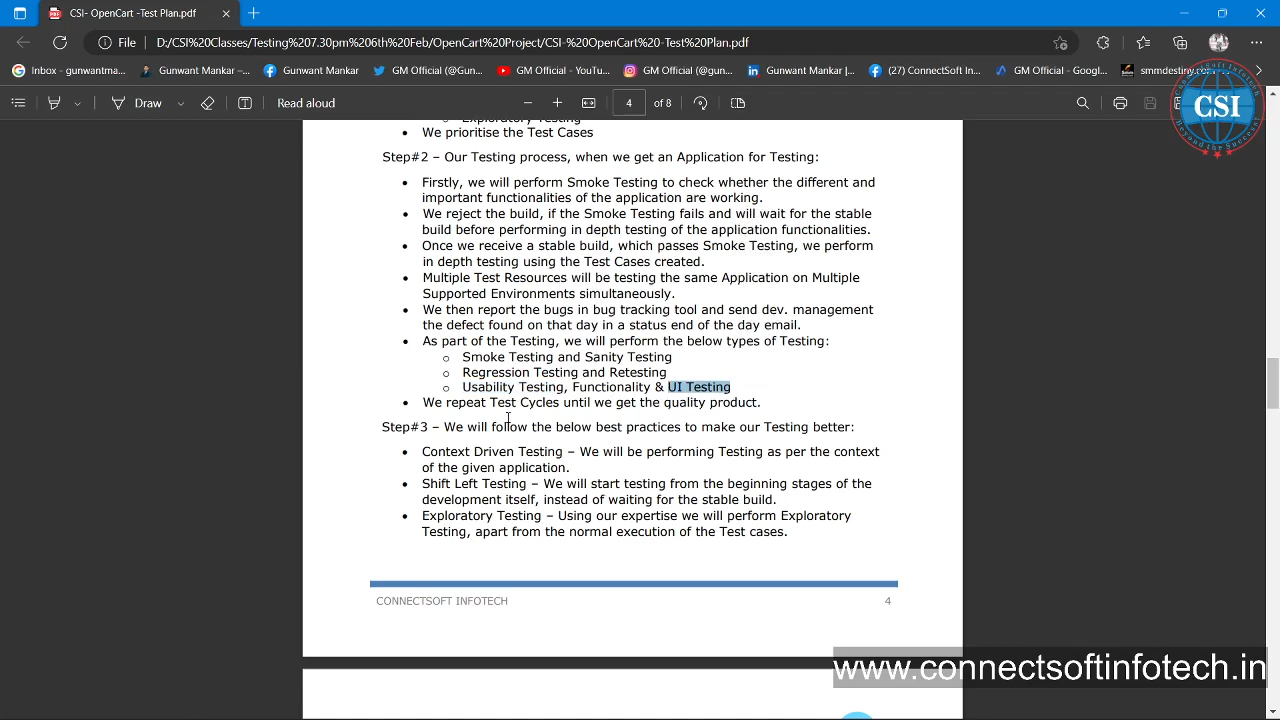 CSI- OpenCart -Test Plan.pdf
File
D:/CSI%20Classes/Testing%207.30pm%206th%20Feb/OpenCart%20Project/CSI-%20OpenCart%20-Test%20Plan.pdf
Inbox - gunwantma...
Gunwant Mankar –...
Gunwant Mankar
GM Official (@Gun...
GM Official - YouTu...
GM Official (@gun...
Gunwant Mankar |...
(27) ConnectSoft In...
GM Official - Googl...
smmdestiny.com
Draw
Read aloud
4
of 8
CSI
Exploratory Testing
• We prioritise the Test Cases
Step#2 – Our Testing process, when we get an Application for Testing:
• Firstly, we will perform Smoke Testing to check whether the different and
important functionalities of the application are working.
• We reject the build, if the Smoke Testing fails and will wait for the stable
build before performing in depth testing of the application functionalities.
• Once we receive a stable build, which passes Smoke Testing, we perform
in depth testing using the Test Cases created.
• Multiple Test Resources will be testing the same Application on Multiple
Supported Environments simultaneously.
• We then report the bugs in bug tracking tool and send dev. management
the defect found on that day in a status end of the day email.
• As part of the Testing, we will perform the below types of Testing:
o Smoke Testing and Sanity Testing
o Regression Testing and Retesting
o Usability Testing, Functionality & UI Testing
• We repeat Test Cycles until we get the quality product.
Step#3 – We will follow the below best practices to make our Testing better:
• Context Driven Testing – We will be performing Testing as per the context
of the given application.
• Shift Left Testing – We will start testing from the beginning stages of the
development itself, instead of waiting for the stable build.
• Exploratory Testing – Using our expertise we will perform Exploratory
Testing, apart from the normal execution of the Test cases.
CONNECTSOFT INFOTECH
4
www.connectsoftinfotech.in